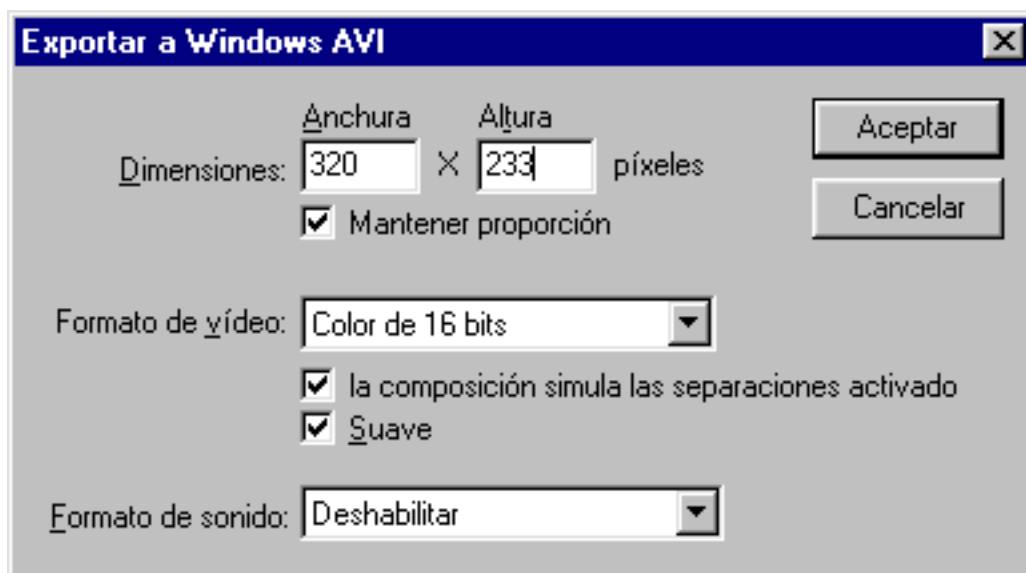 Exportar a Windows AVI
Anchura Altura
Dimensiones: 320 X 233 píxeles
Mantener proporción
Aceptar
Cancelar
Formato de vídeo: Color de 16 bits
la composición simula las separaciones activado
Suave
Formato de sonido: Deshabilitar